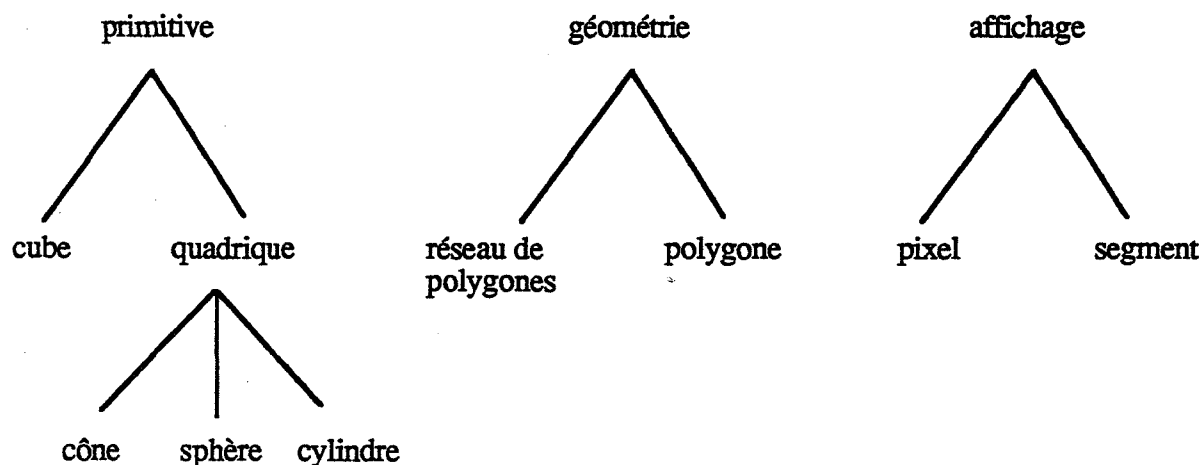 primitive
géométrie
affichage
cube
quadrique
réseau de
polygones
polygone
pixel
segment
cône
sphère
cylindre